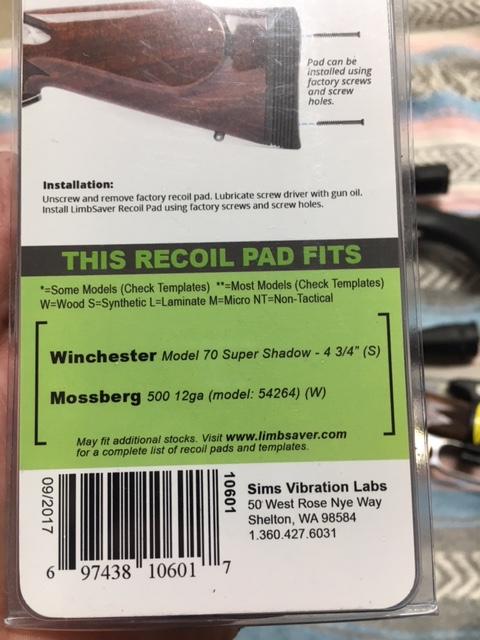 Pad can be
installed using
factory screws
and screw
holes.
Installation:
Unscrew and remove factory recoil pad. Lubricate screw driver with gun oil.
Install LimbSaver Recoil Pad using factory screws and screw holes.
THIS RECOIL PAD FITS
*=Some Models (Check Templates) **=Most Models (Check Templates)
W=Wood S=Synthetic L=Laminate M=Micro NT=Non-Tactical
Winchester Model 70 Super Shadow - 4 3/4" (S)
Mossberg 500 12ga (model: 54264) (W)
May fit additional stocks. Visit www.limbsaver.com
for a complete list of recoil pads and templates.
09/2017
10601
6 97438 10601 7
Sims Vibration Labs
50 West Rose Nye Way
Shelton, WA 98584
1.360.427.6031